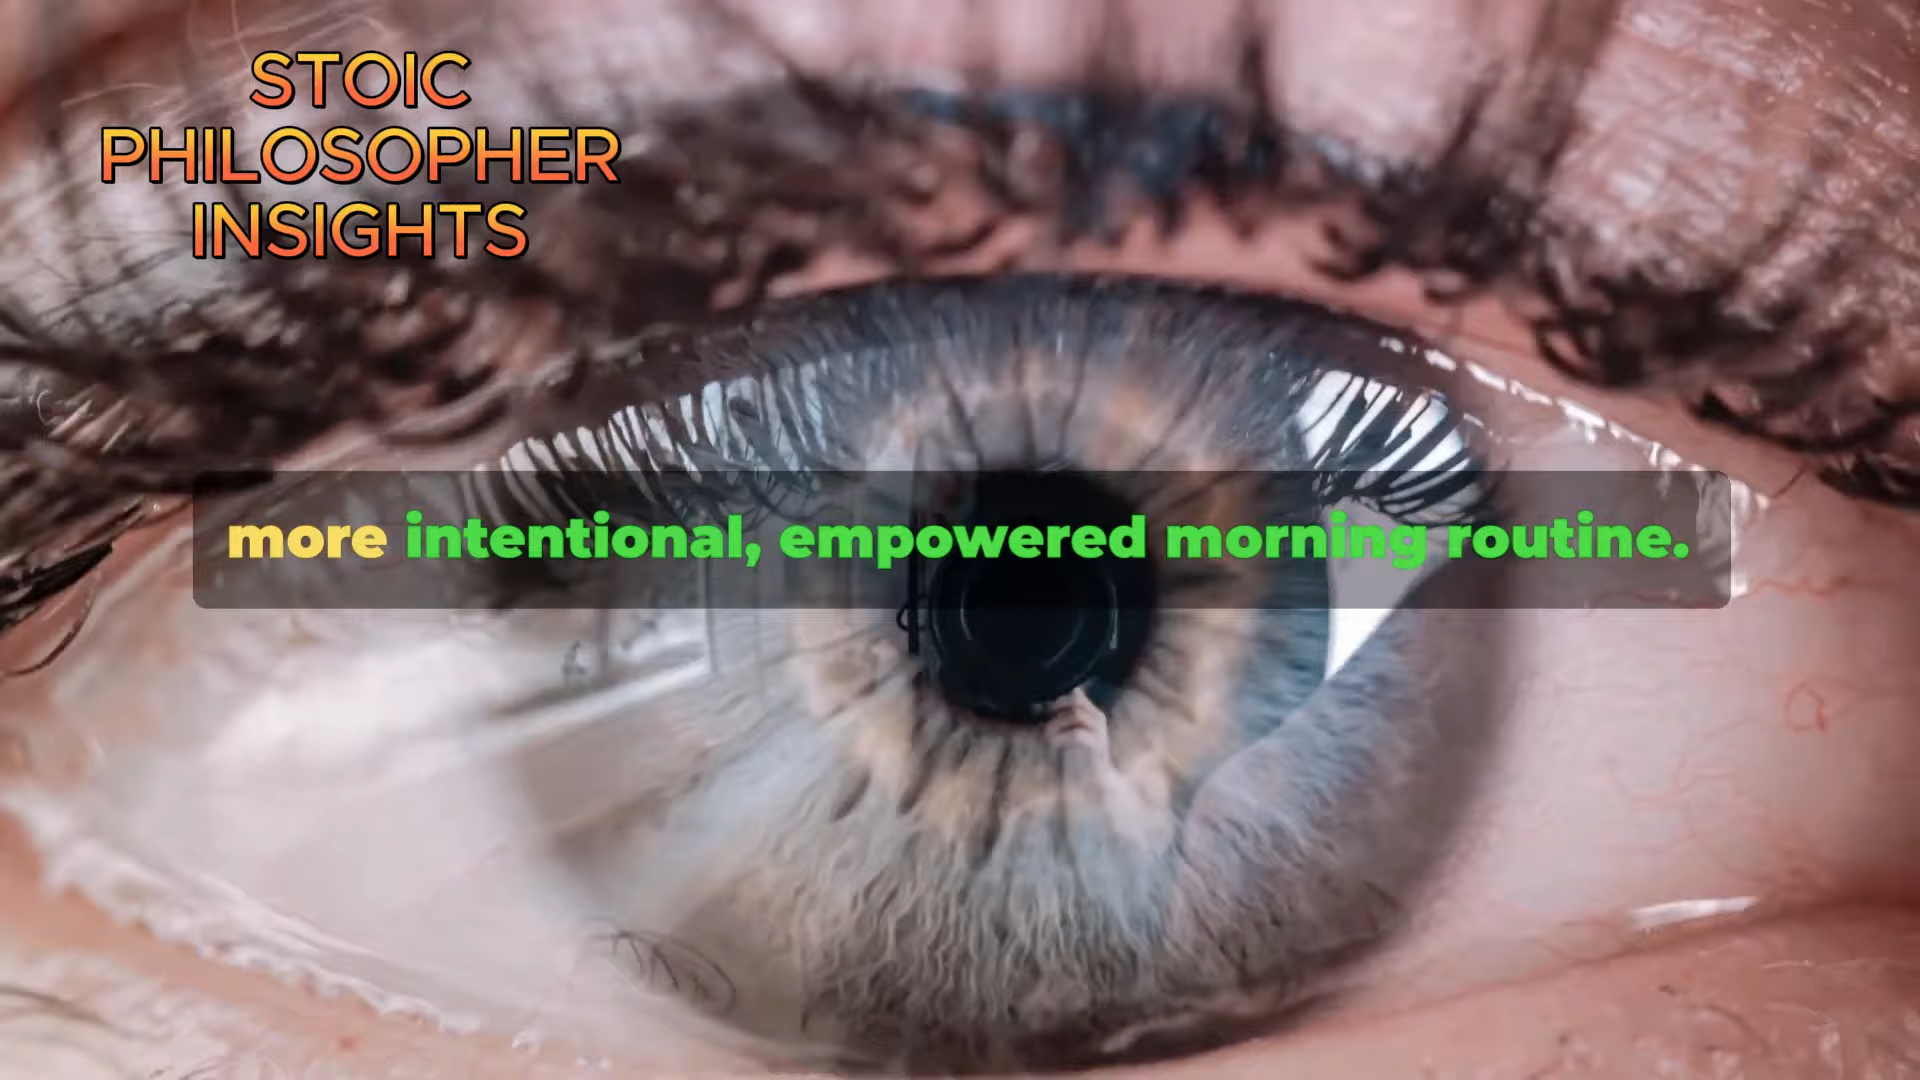 STOIC
PHILOSOPHER
INSIGHTS
more intentional, empowered morning routine.